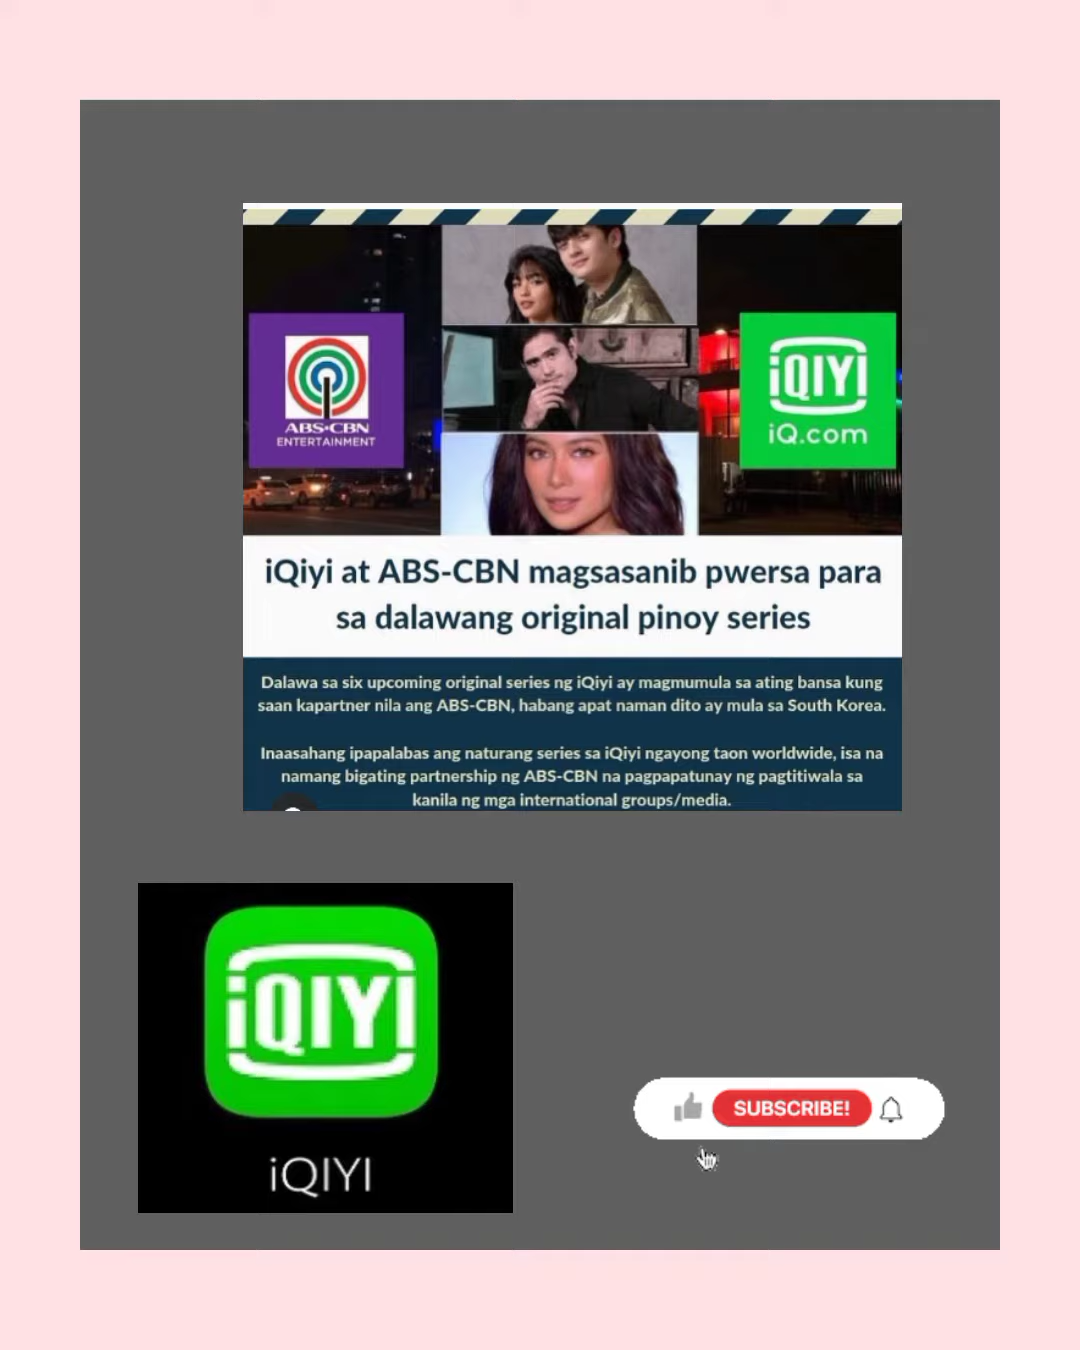 ABS-CBN
ENTERTAINMENT
iQIYI
iQ.com
iQiyi at ABS-CBN magsasanib pwersa para
sa dalawang original pinoy series
Dalawa sa six upcoming original series ng iQiyi ay magmumula sa ating bansa kung
saan kapartner nila ang ABS-CBN, habang apat naman dito ay mula sa South Korea.
Inaasahang ipapalabas ang naturang series sa iQiyi ngayong taon worldwide, isa na
namang bigating partnership ng ABS-CBN na pagpapatunay ng pagtitiwala sa
kanila ng mga international groups/media.
iQIYI
iQIYI
SUBSCRIBE!